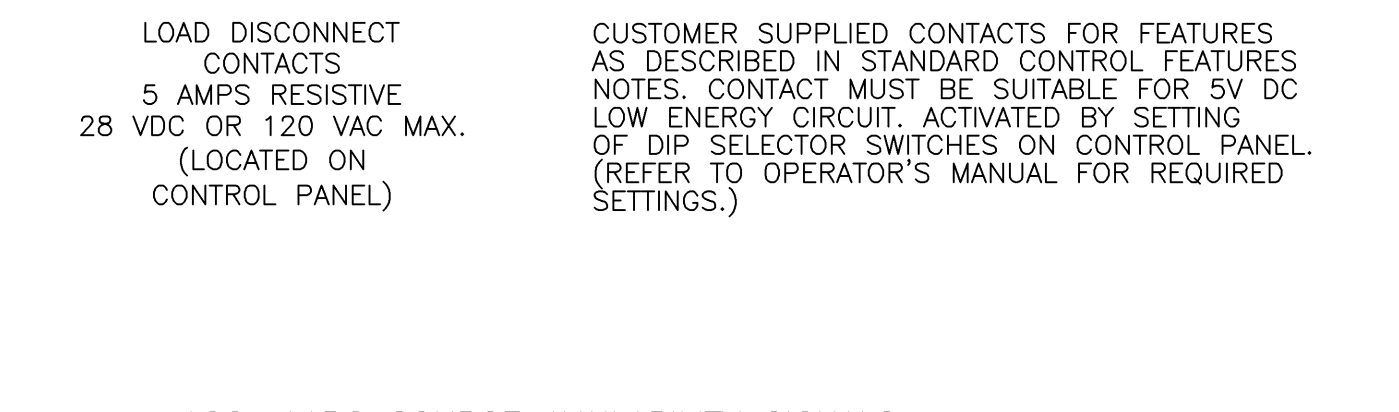 LOAD DISCONNECT
CONTACTS
5 AMPS RESISTIVE
28 VDC OR 120 VAC MAX.
(LOCATED ON
CONTROL PANEL)
CUSTOMER SUPPLIED CONTACTS FOR FEATURES
AS DESCRIBED IN STANDARD CONTROL FEATURES
NOTES. CONTACT MUST BE SUITABLE FOR 5V DC
LOW ENERGY CIRCUIT. ACTIVATED BY SETTING
OF DIP SELECTOR SWITCHES ON CONTROL PANEL.
(REFER TO OPERATOR'S MANUAL FOR REQUIRED
SETTINGS.)